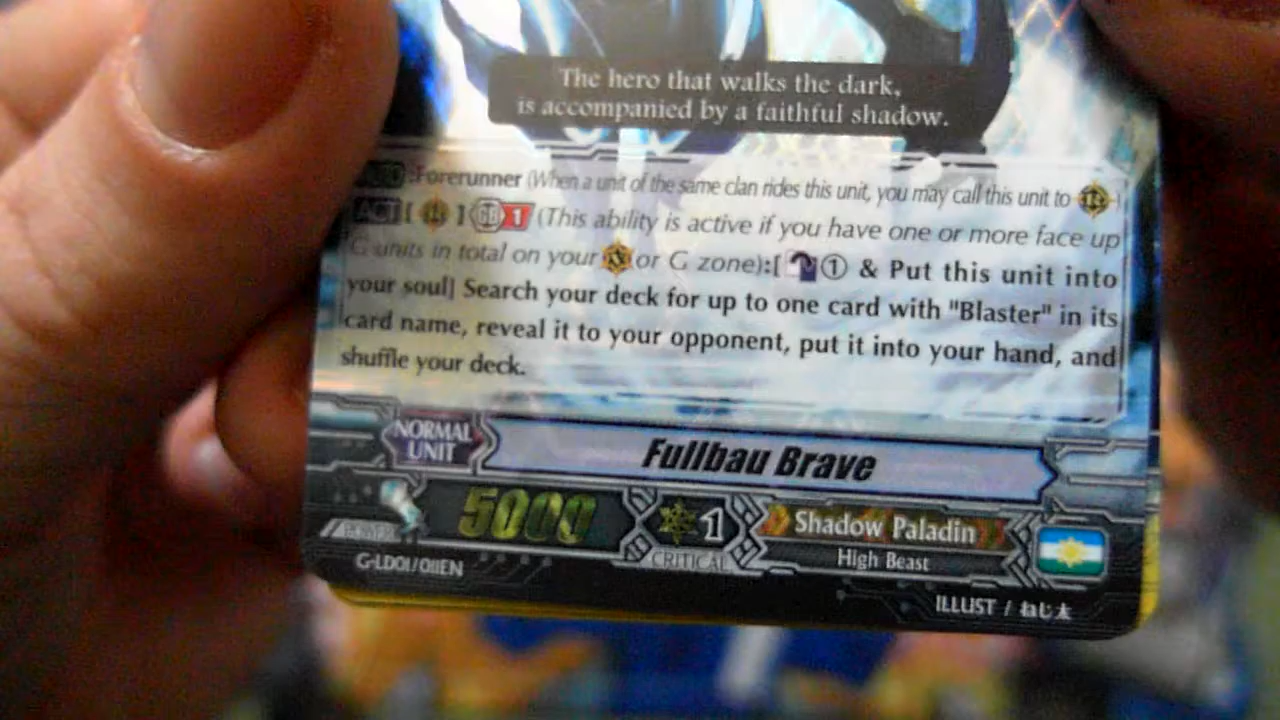 The hero that walks the dark,
is accompanied by a faithful shadow.
:Forerunner (When a unit of the same clan rides this unit, you may call this unit to
ACT [ ] GB 1 (This ability is active if you have one or more face up
G units in total on your or G zone):[ ① & Put this unit into
your soul] Search your deck for up to one card with "Blaster" in its
card name, reveal it to your opponent, put it into your hand, and
shuffle your deck.
NORMAL
UNIT
Fullbau Brave
POWER
5000
1
CRITICAL
Shadow Paladin
High Beast
G-LD01/011EN
ILLUST / ねじ太